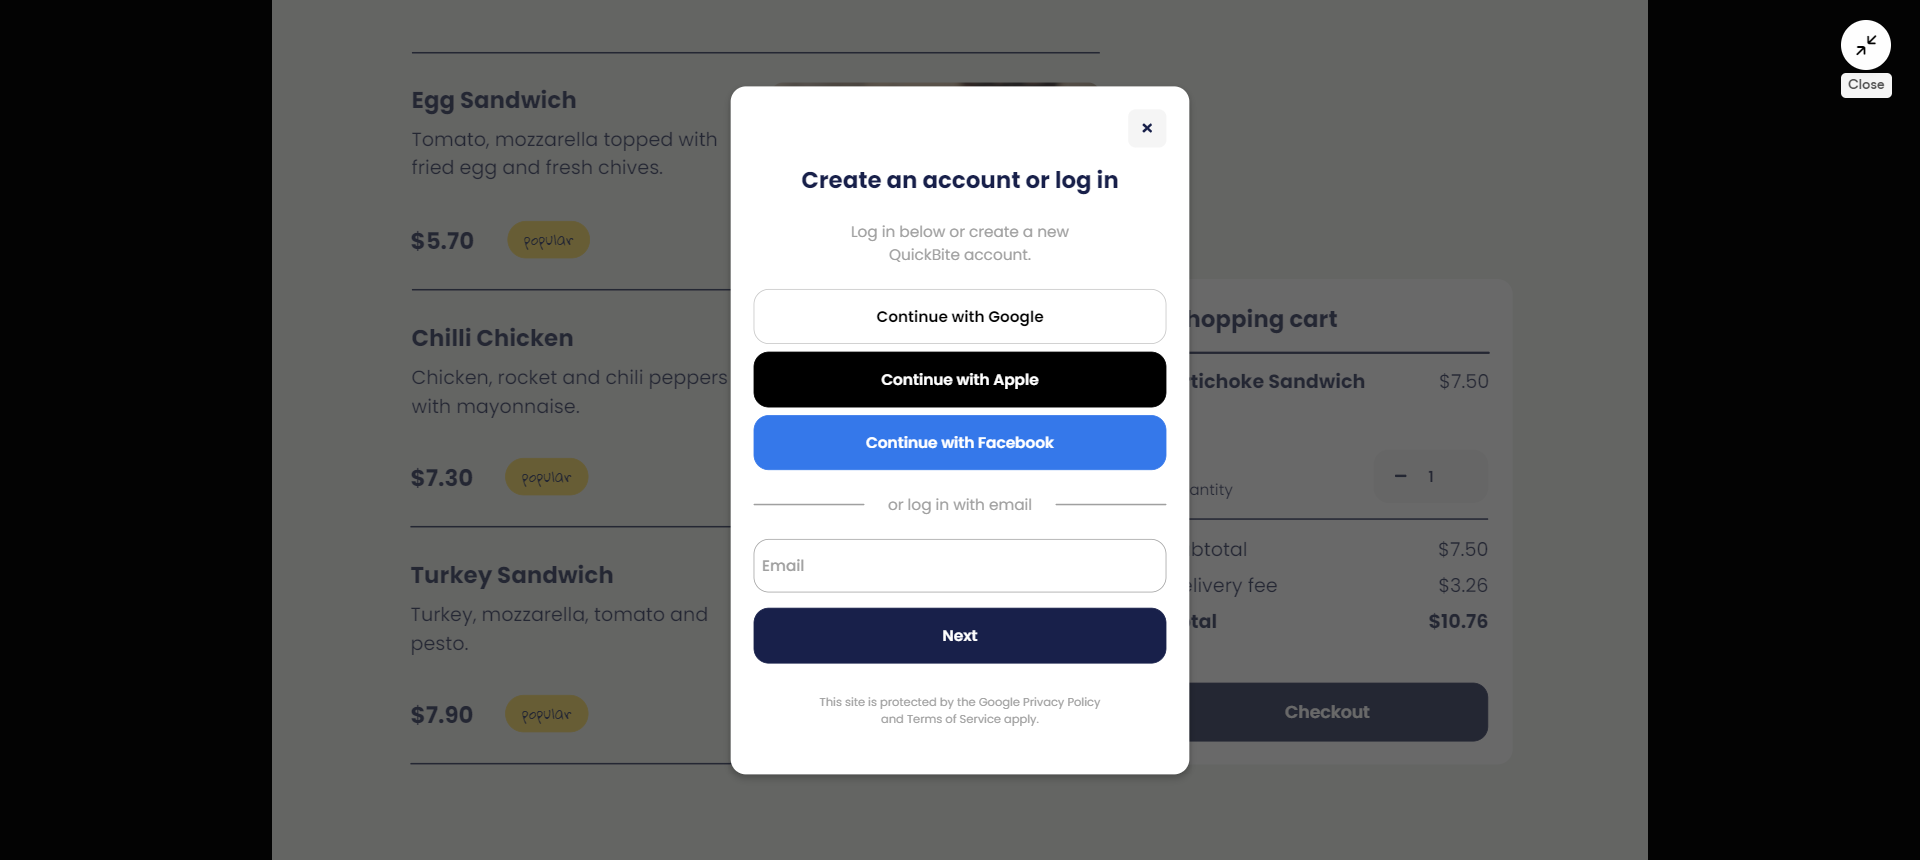 Close
Egg Sandwich
Tomato, mozzarella topped with
fried egg and fresh chives.
$5.70
popular
Chilli Chicken
Chicken, rocket and chili peppers
with mayonnaise.
$7.30
popular
Turkey Sandwich
Turkey, mozzarella, tomato and
pesto.
$7.90
popular
×
Create an account or log in
Log in below or create a new
QuickBite account.
Continue with Google
Continue with Apple
Continue with Facebook
or log in with email
Email
Next
This site is protected by the Google Privacy Policy
and Terms of Service apply.
hopping cart
tichoke Sandwich $7.50
antity
− 1
btotal $7.50
elivery fee $3.26
tal $10.76
Checkout